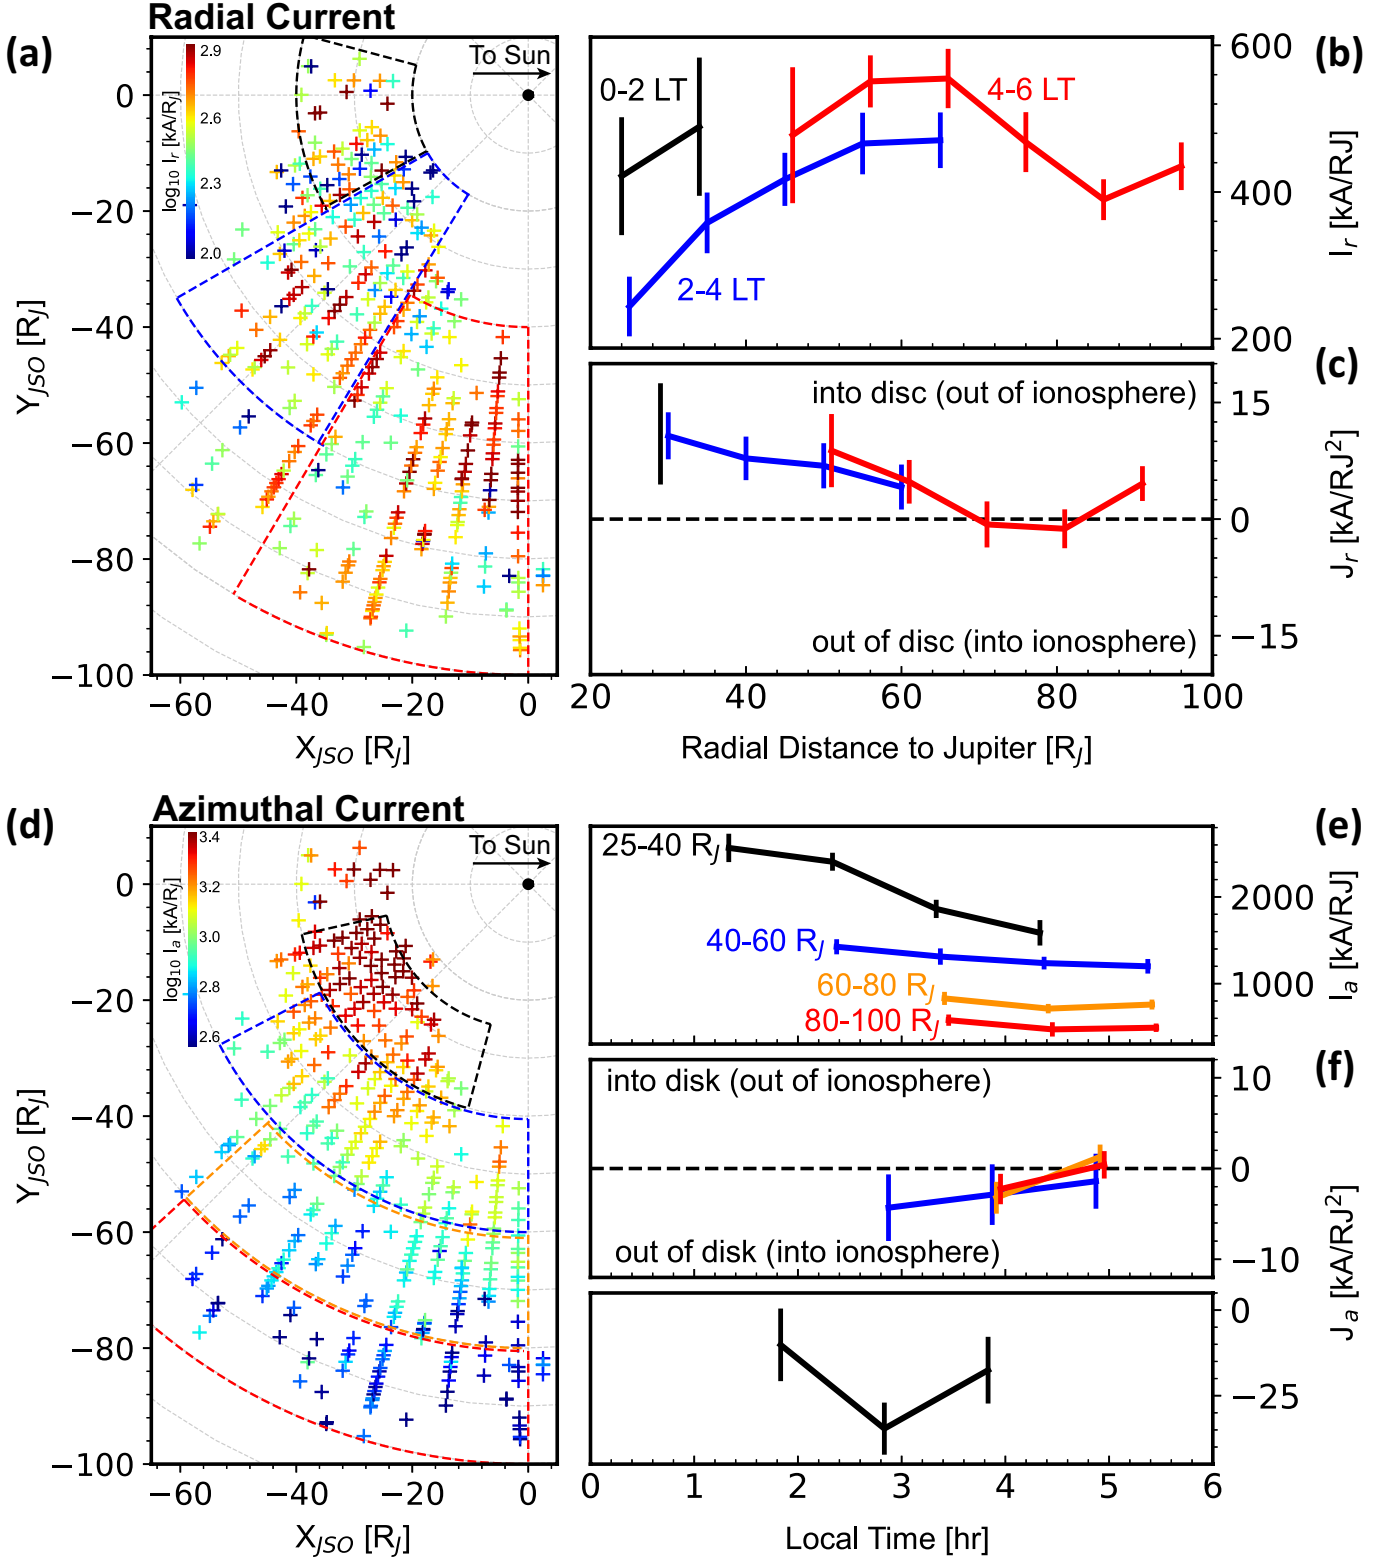 Radial Current
(a)
To Sun
log10 Ir [kA/RJ]
2.9
2.6
2.3
2.0
0
−20
−40
−60
−80
−100
YJSO [RJ]
−60 −40 −20 0
XJSO [RJ]
(b)
0-2 LT
4-6 LT
2-4 LT
600
400
200
Ir [kA/RJ]
(c)
into disc (out of ionosphere)
out of disc (into ionosphere)
15
0
−15
Jr [kA/RJ²]
20 40 60 80 100
Radial Distance to Jupiter [RJ]
Azimuthal Current
(d)
To Sun
log10 Ia [kA/RJ]
3.4
3.2
3.0
2.8
2.6
0
−20
−40
−60
−80
−100
YJSO [RJ]
−60 −40 −20 0
XJSO [RJ]
(e)
25-40 RJ
40-60 RJ
60-80 RJ
80-100 RJ
2000
1000
Ia [kA/RJ]
(f)
into disk (out of ionosphere)
out of disk (into ionosphere)
10
0
−10
0
−25
Ja [kA/RJ²]
0 1 2 3 4 5 6
Local Time [hr]